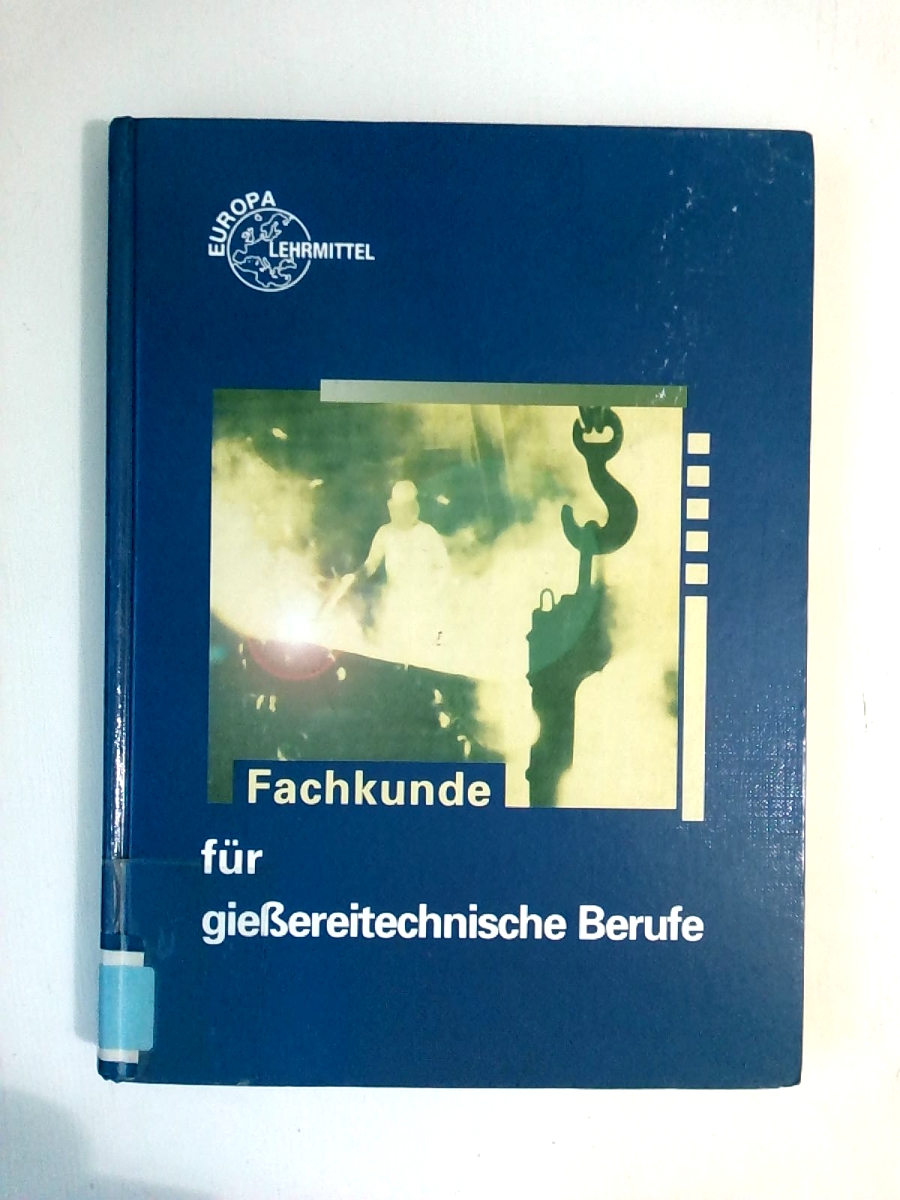 EUROPA
LEHRMITTEL
Fachkunde
für
gießereitechnische Berufe